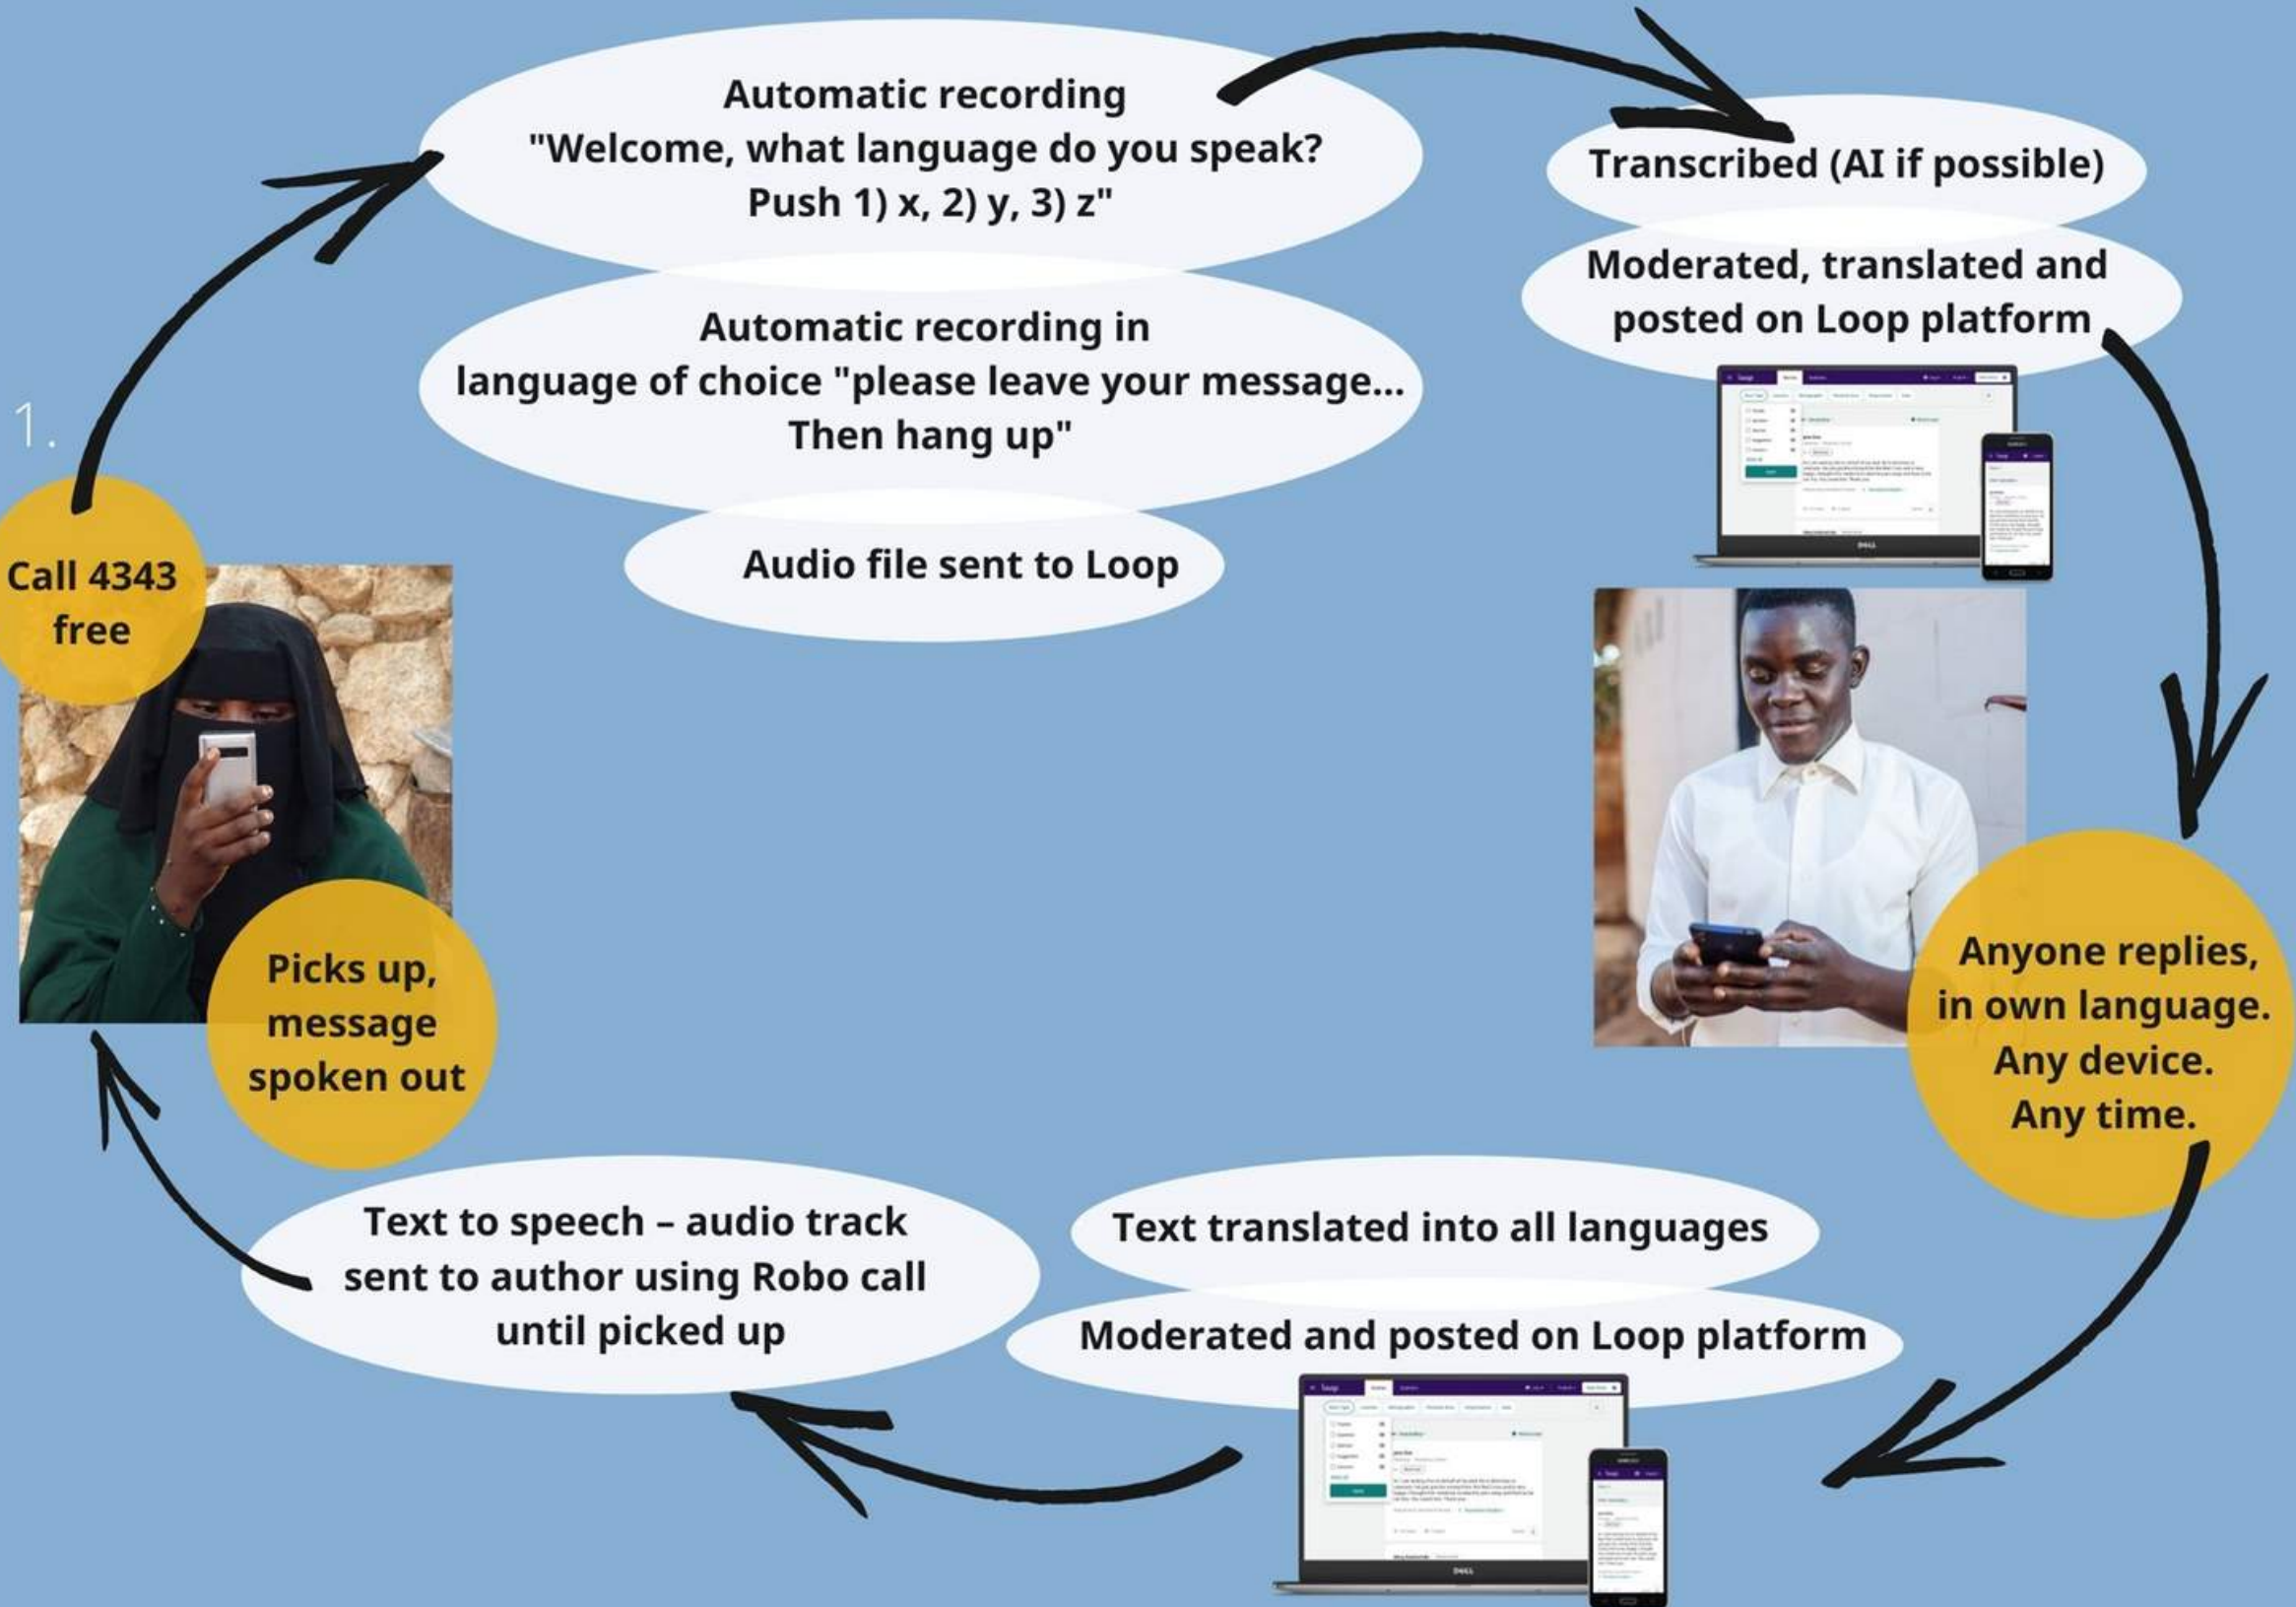 1.
Call 4343
free
Automatic recording
"Welcome, what language do you speak?
Push 1) x, 2) y, 3) z"
Automatic recording in
language of choice "please leave your message...
Then hang up"
Audio file sent to Loop
Transcribed (AI if possible)
Moderated, translated and
posted on Loop platform
loop
DELL
Anyone replies,
in own language.
Any device.
Any time.
Text translated into all languages
Moderated and posted on Loop platform
loop
DELL
Text to speech – audio track
sent to author using Robo call
until picked up
Picks up,
message
spoken out